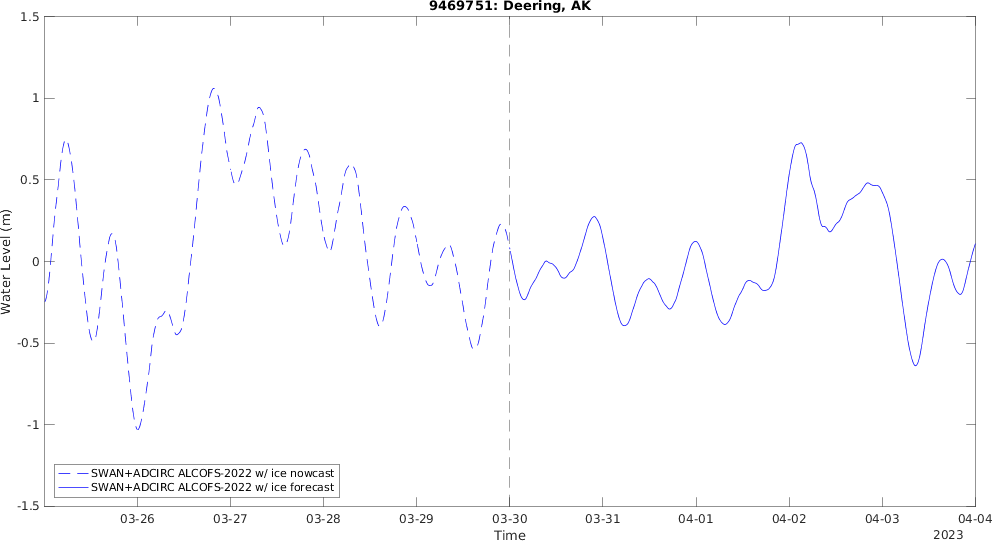 9469751: Deering, AK
1.5
1
0.5
0
-0.5
-1
-1.5
Water Level (m)
SWAN+ADCIRC ALCOFS-2022 w/ ice nowcast
SWAN+ADCIRC ALCOFS-2022 w/ ice forecast
03-26 03-27 03-28 03-29 03-30 03-31 04-01 04-02 04-03 04-04
Time
2023